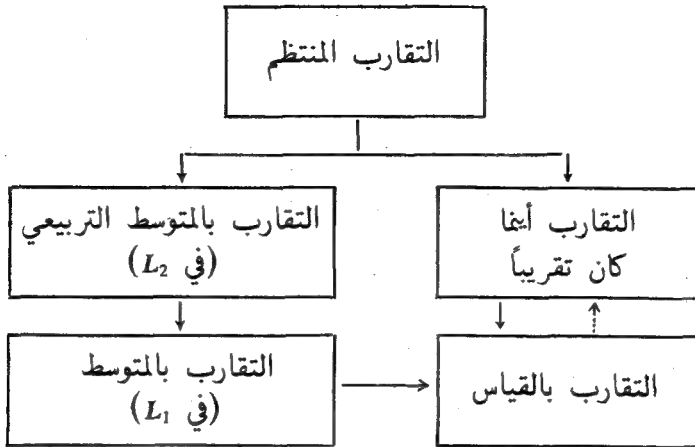 التقارب المنتظم
التقارب أينما
كان تقريباً
التقارب بالمتوسط التربيعي
(في L₂)
التقارب بالقياس
التقارب بالمتوسط
(في L₁)